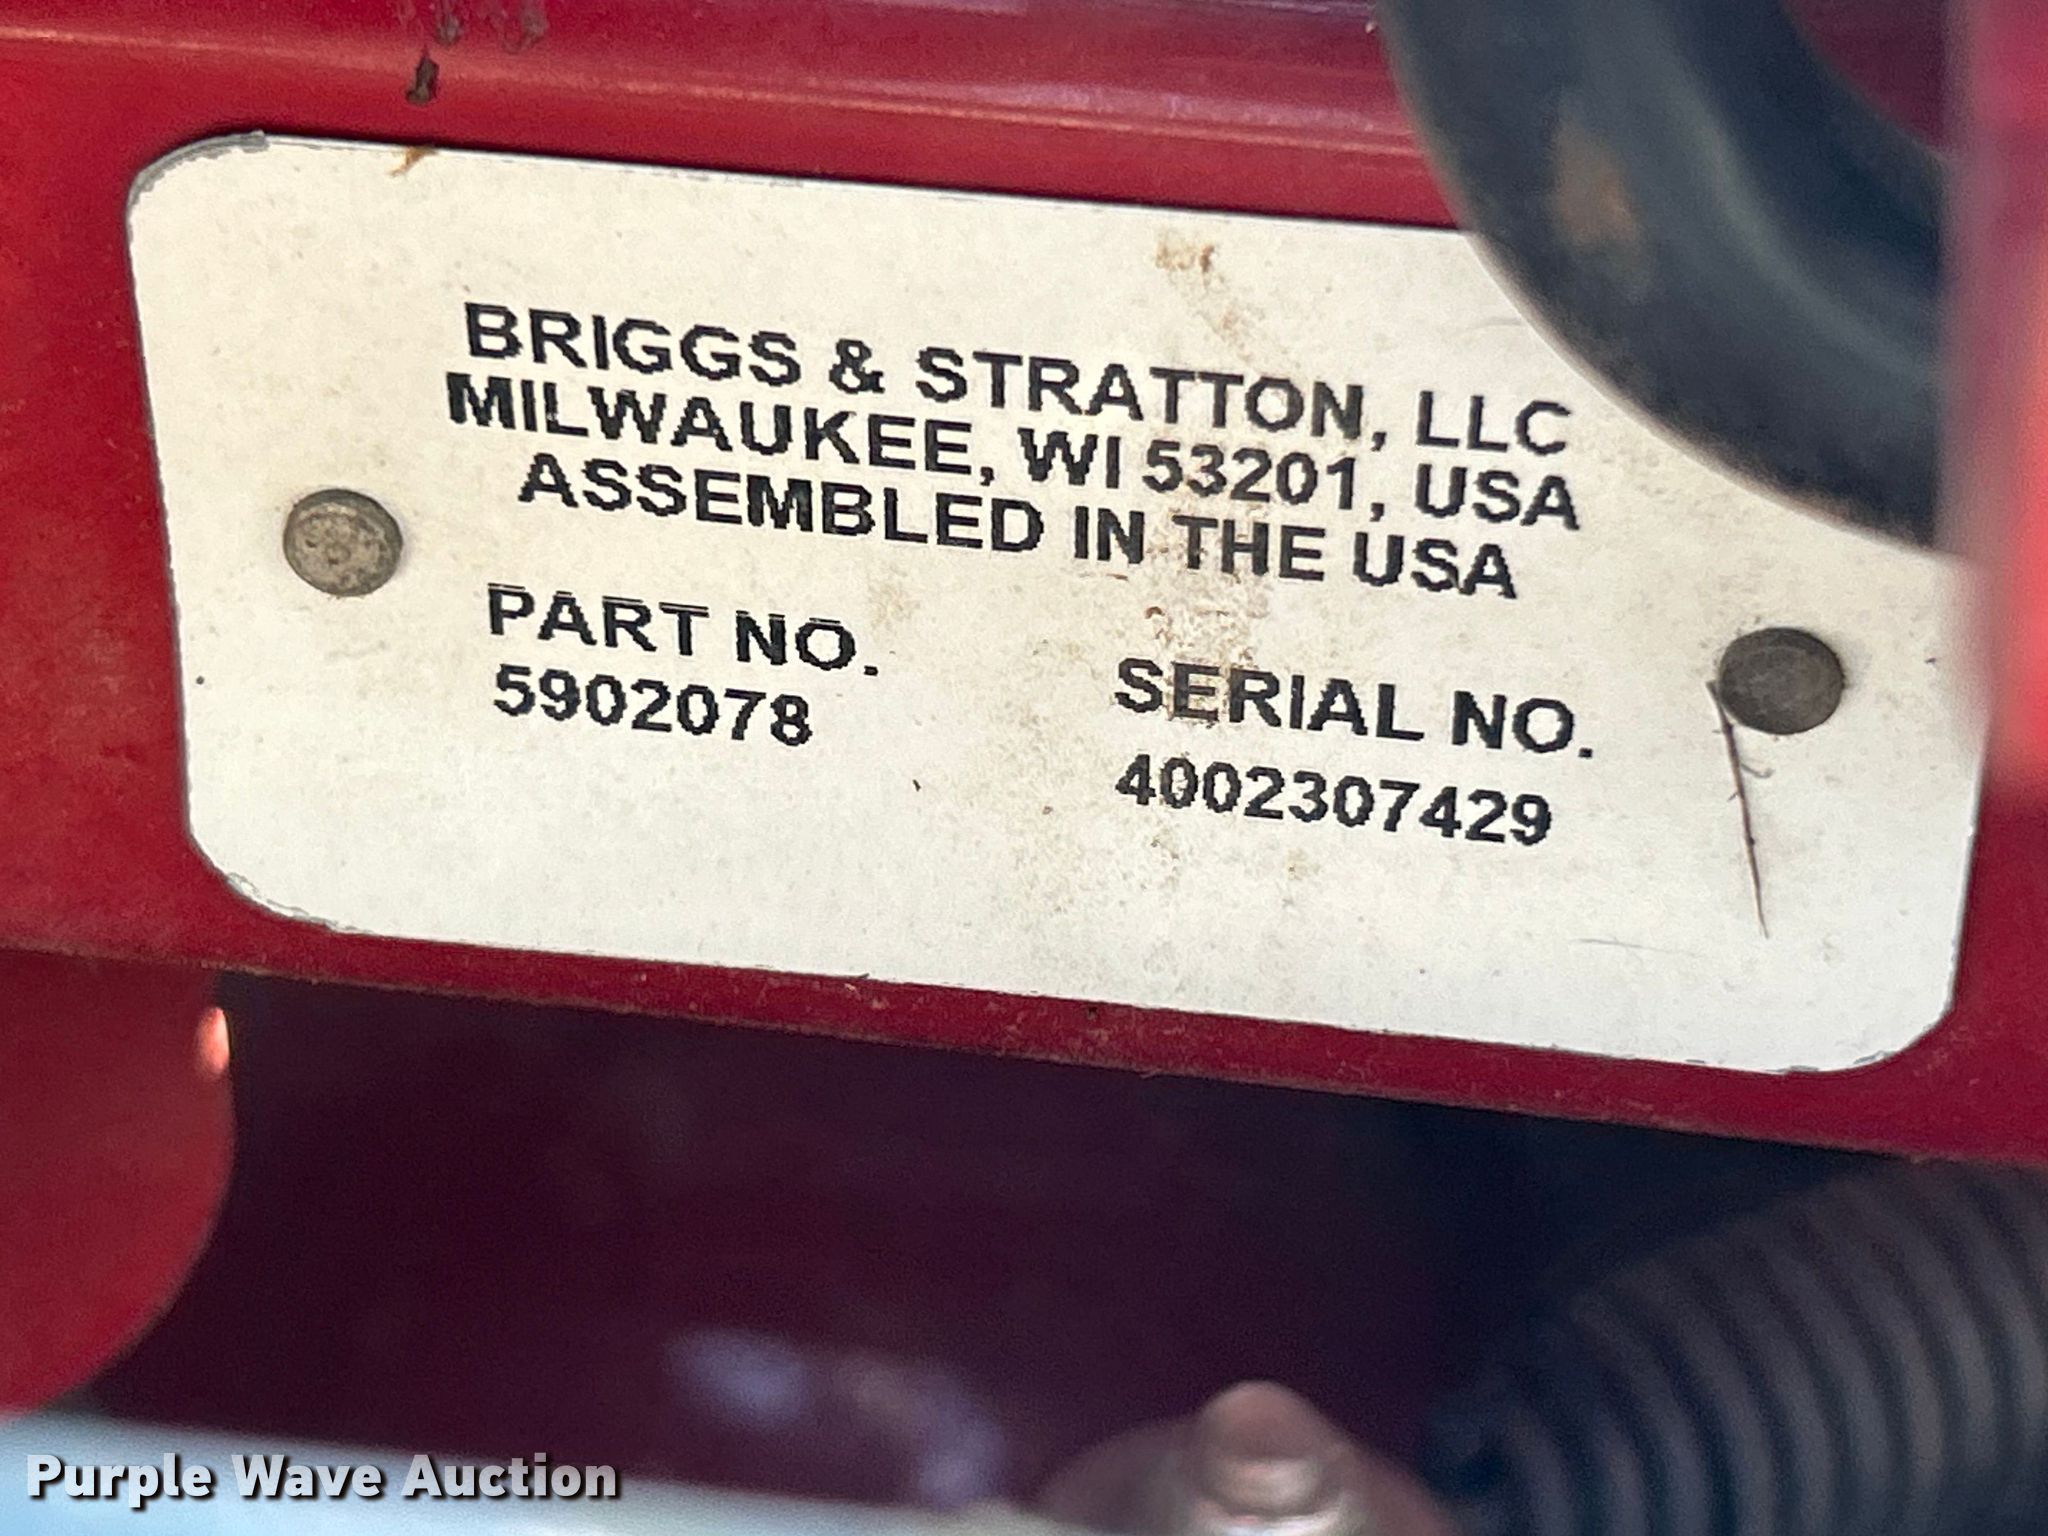 BRIGGS & STRATTON, LLC
MILWAUKEE, WI 53201, USA
ASSEMBLED IN THE USA
PART NO.
5902078
SERIAL NO.
4002307429
Purple Wave Auction